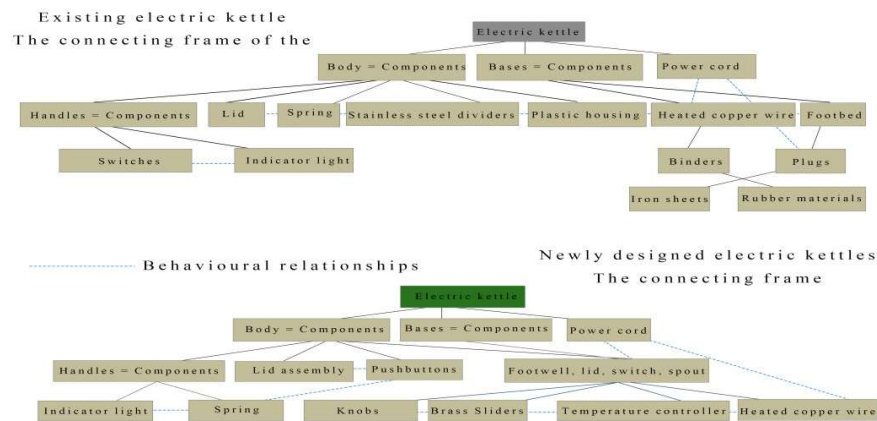 Existing electric kettle
The connecting frame of the
Electric kettle
Body = Components
Bases = Components
Power cord
Handles = Components
Lid
Spring
Stainless steel dividers
Plastic housing
Heated copper wire
Footbed
Switches
Indicator light
Binders
Plugs
Iron sheets
Rubber materials
Behavioural relationships
Newly designed electric kettles
The connecting frame
Electric kettle
Body = Components
Bases = Components
Power cord
Handles = Components
Lid assembly
Pushbuttons
Footwell, lid, switch, spout
Indicator light
Spring
Knobs
Brass Sliders
Temperature controller
Heated copper wire